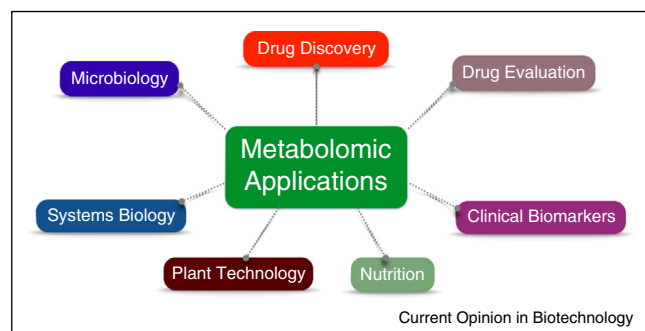 Drug Discovery
Microbiology
Drug Evaluation
Metabolomic
Applications
Systems Biology
Clinical Biomarkers
Plant Technology
Nutrition
Current Opinion in Biotechnology